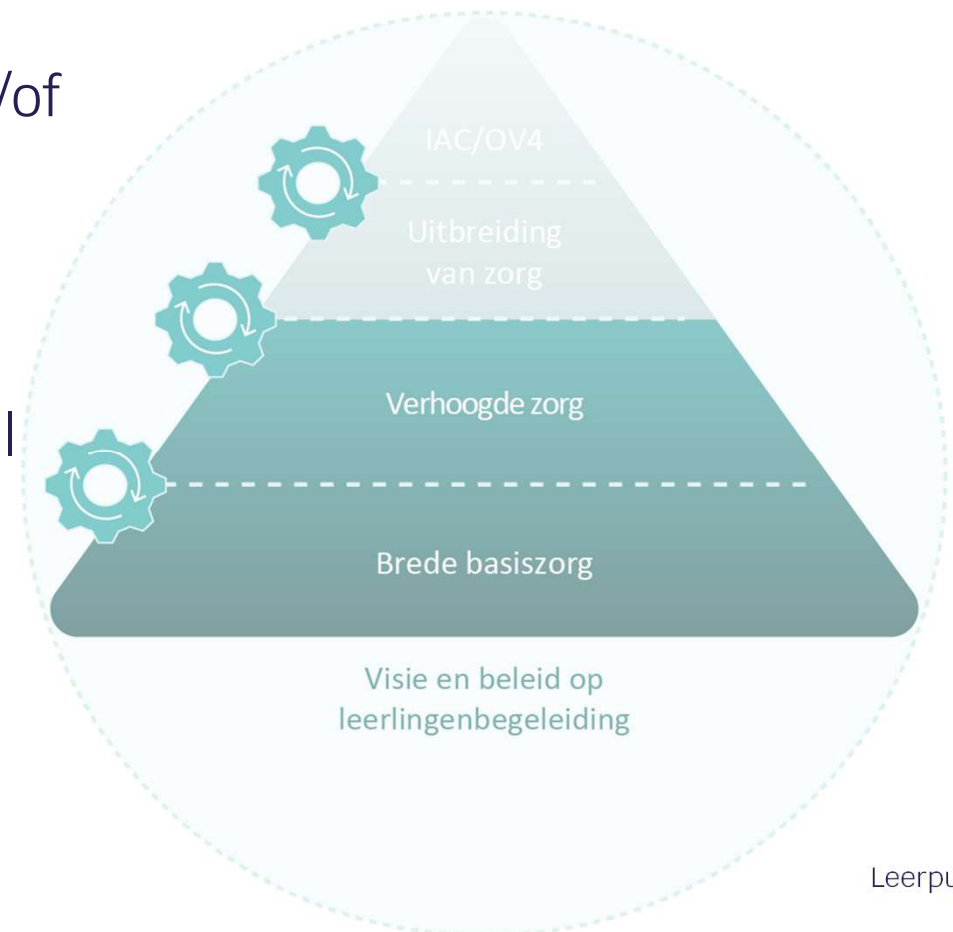 /of
IAC/OV4
Uitbreiding
van zorg
Verhoogde zorg
l
Brede basiszorg
Visie en beleid op
leerlingenbegeleiding
Leerpu